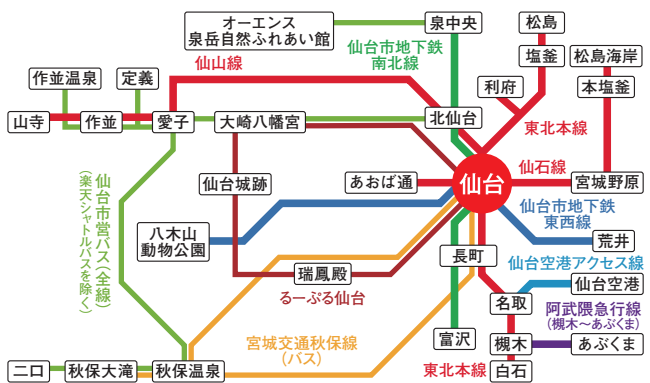 オーエンス
泉岳自然ふれあい館
泉中央
松島
仙台市地下鉄
南北線
塩釜
松島海岸
仙山線
作並温泉
定義
利府
本塩釜
山寺
作並
愛子
大崎八幡宮
北仙台
東北本線
仙石線
仙台城跡
あおば通
仙台
宮城野原
仙台市営バス(全線)
(楽天シャトルバスを除く)
仙台市地下鉄
東西線
八木山
動物公園
荒井
長町
仙台空港アクセス線
瑞鳳殿
仙台空港
るーぷる仙台
名取
阿武隈急行線
(槻木〜あぶくま)
宮城交通秋保線
(バス)
富沢
槻木
あぶくま
二口
秋保大滝
秋保温泉
東北本線
白石